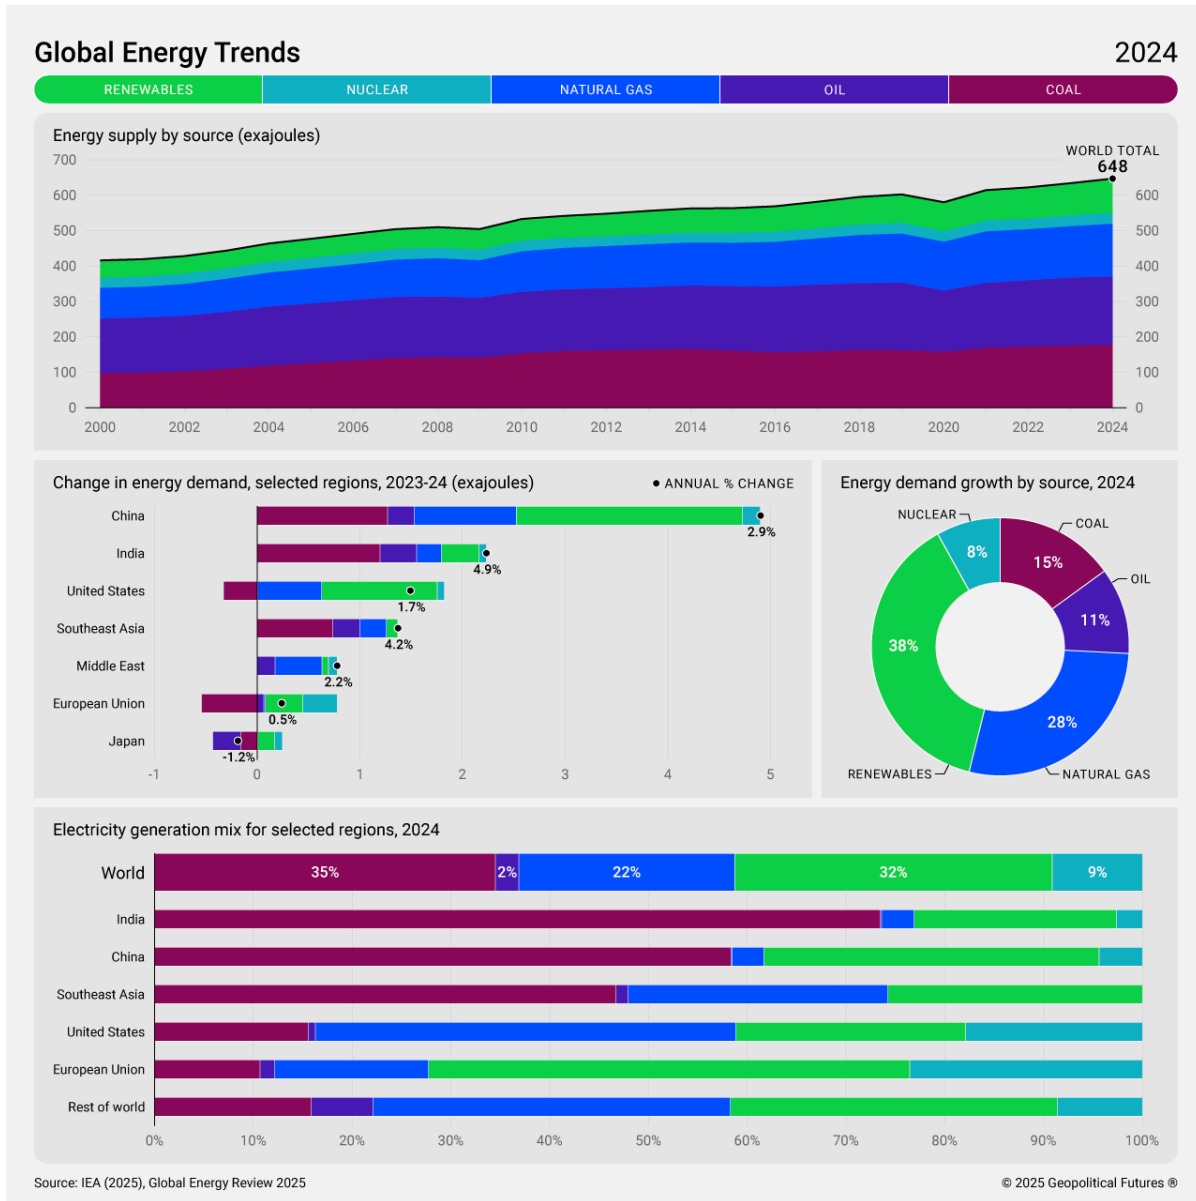 Global Energy Trends
2024
RENEWABLES NUCLEAR NATURAL GAS OIL COAL
Energy supply by source (exajoules)
WORLD TOTAL
648
700
600 600
500 500
400 400
300 300
200 200
100 100
0 0
2000 2002 2004 2006 2008 2010 2012 2014 2016 2018 2020 2022 2024
Change in energy demand, selected regions, 2023-24 (exajoules)
ANNUAL % CHANGE
China
2.9%
India
4.9%
United States
1.7%
Southeast Asia
4.2%
Middle East
2.2%
European Union
0.5%
Japan
-1.2%
-1 0 1 2 3 4 5
Energy demand growth by source, 2024
NUCLEAR
COAL
8%
15%
OIL
11%
38%
28%
RENEWABLES
NATURAL GAS
Electricity generation mix for selected regions, 2024
World 35% 2% 22% 32% 9%
India
China
Southeast Asia
United States
European Union
Rest of world
0% 10% 20% 30% 40% 50% 60% 70% 80% 90% 100%
Source: IEA (2025), Global Energy Review 2025
© 2025 Geopolitical Futures ®